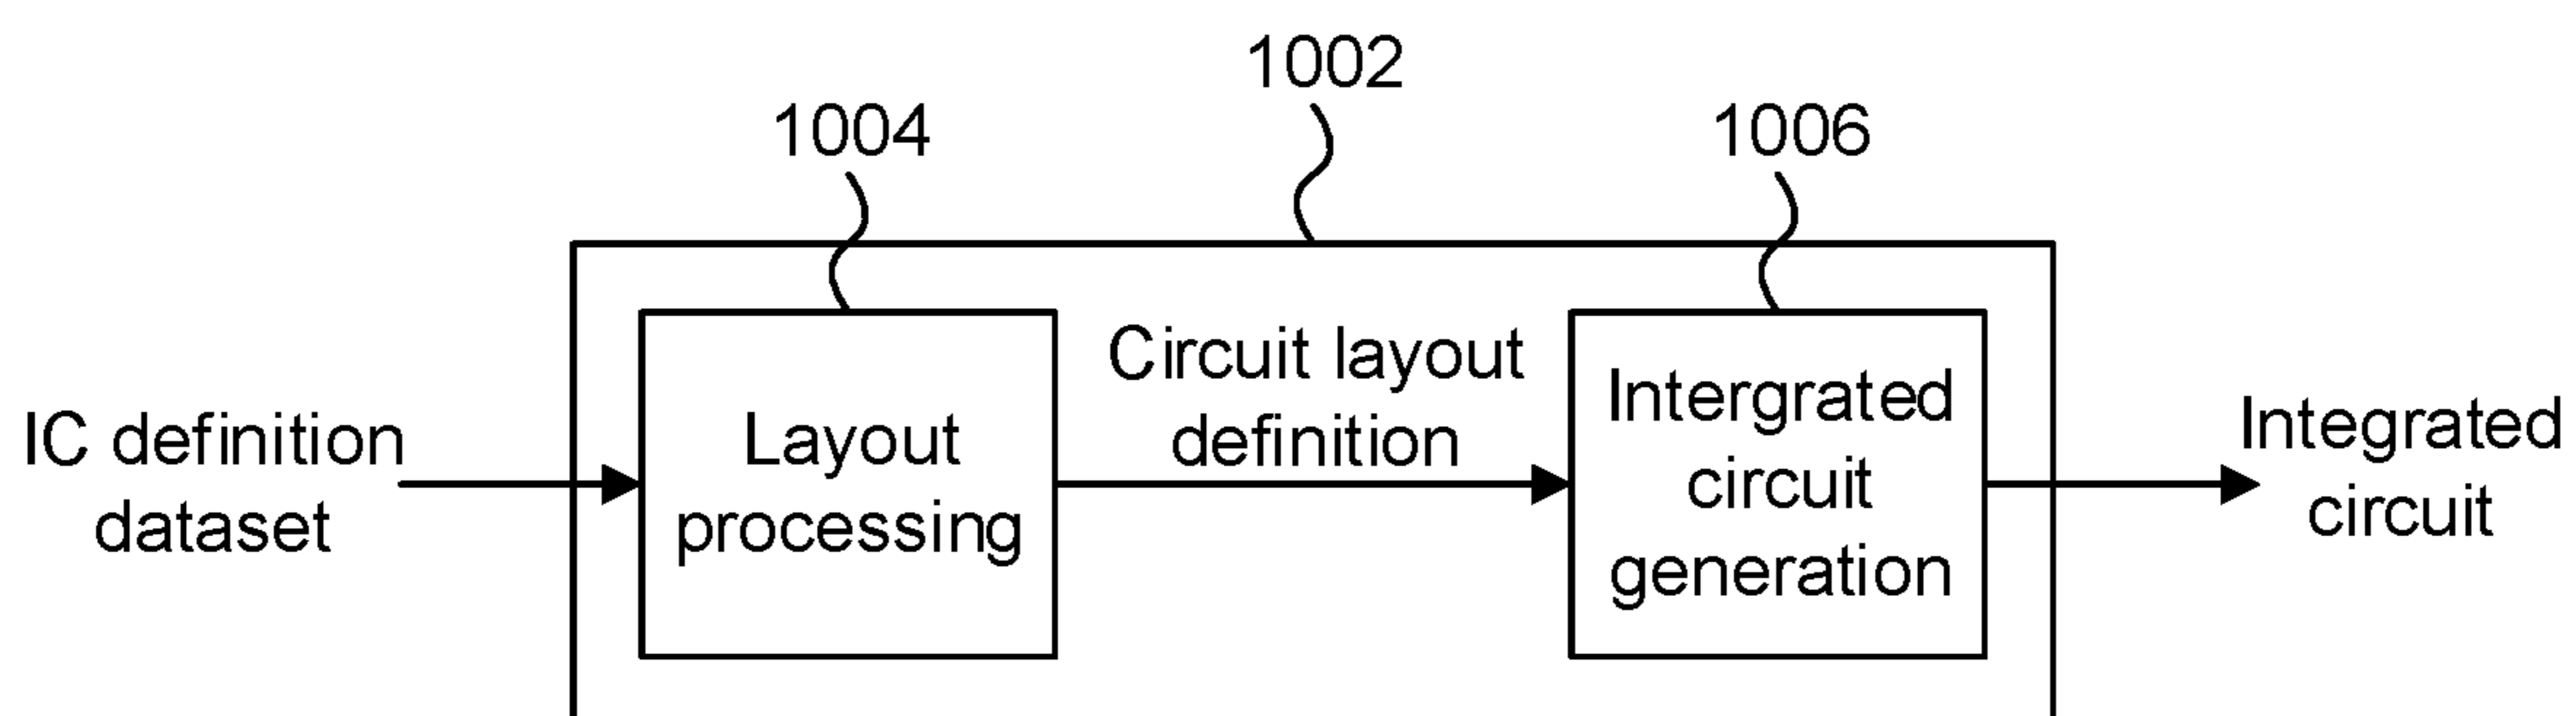 1002
1004
1006
IC definition
dataset
Layout
processing
Circuit layout
definition
Intergrated
circuit
generation
Integrated
circuit